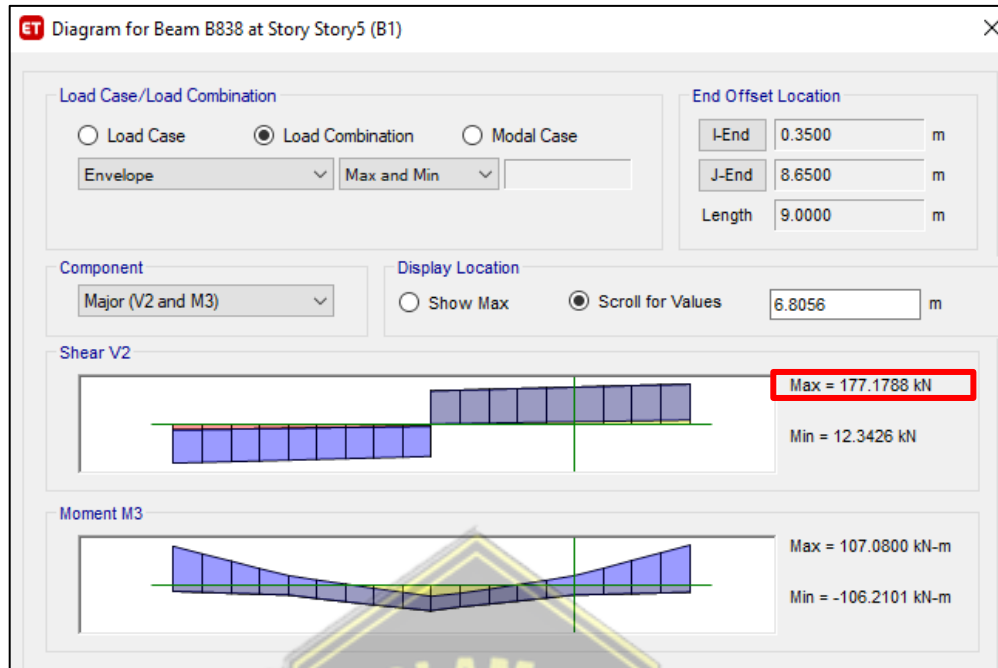 ET Diagram for Beam B838 at Story Story5 (B1)
Load Case/Load Combination
Load Case Load Combination Modal Case
Envelope Max and Min
End Offset Location
I-End 0.3500 m
J-End 8.6500 m
Length 9.0000 m
Component
Major (V2 and M3)
Display Location
Show Max Scroll for Values 6.8056 m
Shear V2
Max = 177.1788 kN
Min = 12.3426 kN
Moment M3
Max = 107.0800 kN-m
Min = -106.2101 kN-m